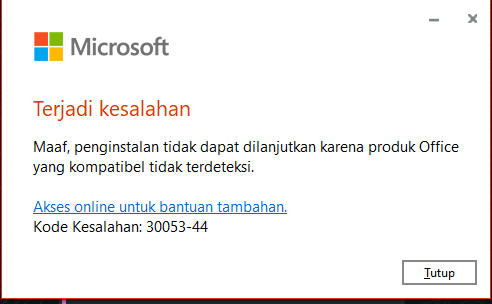 Microsoft
Terjadi kesalahan
Maaf, penginstalan tidak dapat dilanjutkan karena produk Office
yang kompatibel tidak terdeteksi.
Akses online untuk bantuan tambahan.
Kode Kesalahan: 30053-44
Tutup